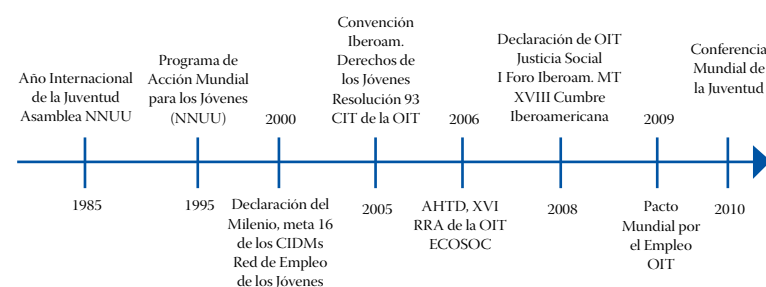 Año Internacional
de la Juventud
Asamblea NNUU
1985
Programa de
Acción Mundial
para los Jóvenes
(NNUU)
1995
2000
Declaración del
Milenio, meta 16
de los CIDMs
Red de Empleo
de los Jóvenes
Convención
Iberoam.
Derechos de
los Jóvenes
Resolución 93
CIT de la OIT
2005
2006
AHTD, XVI
RRA de la OIT
ECOSOC
Declaración de OIT
Justicia Social
I Foro Iberoam. MT
XVIII Cumbre
Iberoamericana
2008
2009
Pacto
Mundial por
el Empleo
OIT
Conferencia
Mundial de
la Juventud
2010